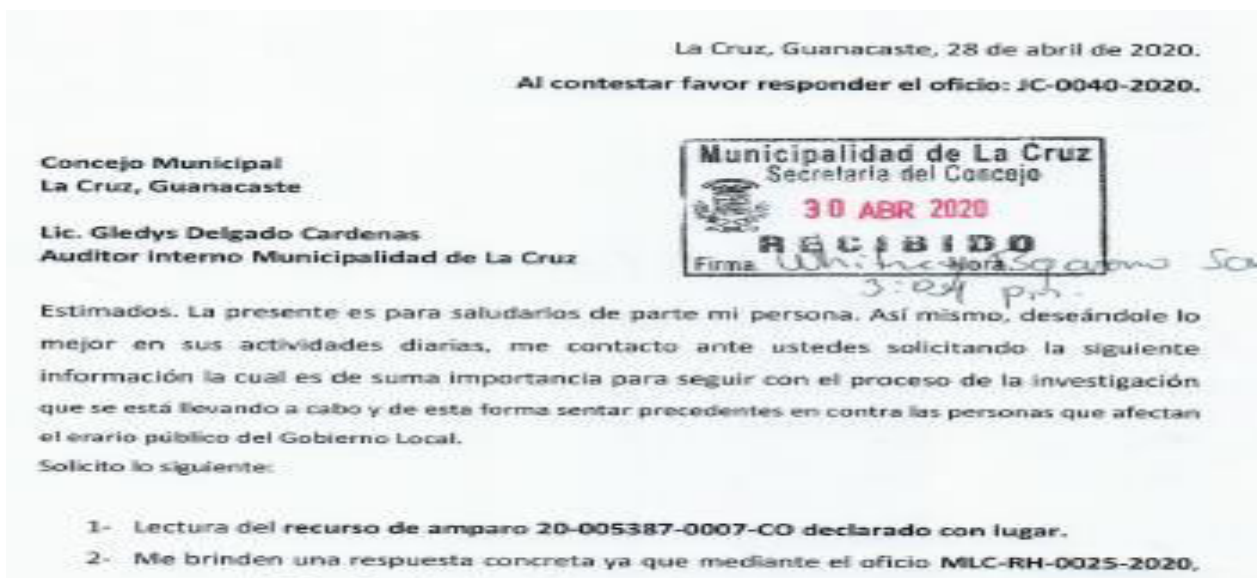 La Cruz, Guanacaste, 28 de abril de 2020.
Al contestar favor responder el oficio: JC-0040-2020.
Concejo Municipal
La Cruz, Guanacaste
Municipalidad de La Cruz
Secretaria del Concejo
30 ABR 2020
RECIBIDO
Firma Hora
3:04 p.m.
Lic. Gledys Delgado Cardenas
Auditor Interno Municipalidad de La Cruz
Estimados. La presente es para saludarlos de parte mi persona. Así mismo, deseándole lo
mejor en sus actividades diarias, me contacto ante ustedes solicitando la siguiente
información la cual es de suma importancia para seguir con el proceso de la investigación
que se está llevando a cabo y de esta forma sentar precedentes en contra las personas que afectan
el erario público del Gobierno Local.
Solicito lo siguiente:
1- Lectura del recurso de amparo 20-005387-0007-CO declarado con lugar.
2- Me brinden una respuesta concreta ya que mediante el oficio MLC-RH-0025-2020,